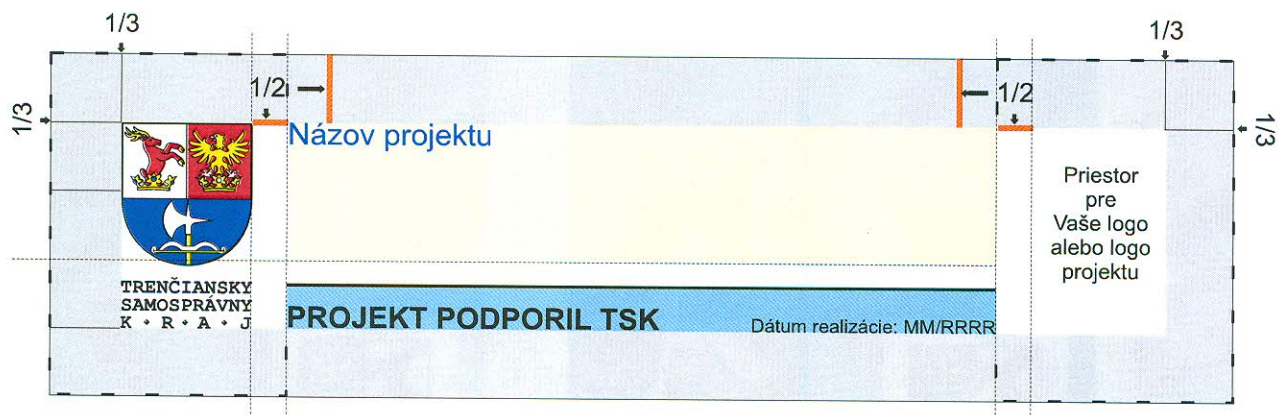 1/3
1/3
1/2
1/2
1/3
1/3
Názov projektu
Priestor
pre
Vaše logo
alebo logo
projektu
TRENČIANSKY
SAMOSPRÁVNY
K · R · A · J
PROJEKT PODPORIL TSK
Dátum realizácie: MM/RRRR